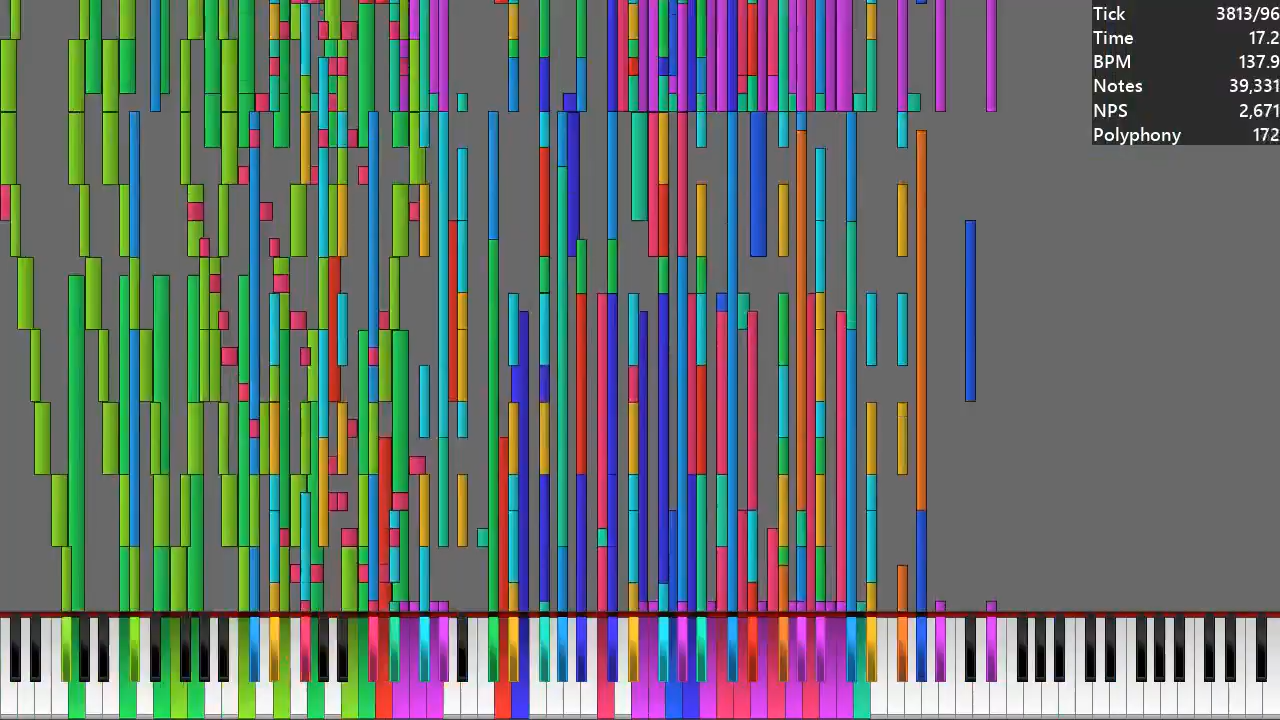 Tick 3813/96
Time 17.2
BPM 137.9
Notes 39,331
NPS 2,671
Polyphony 172